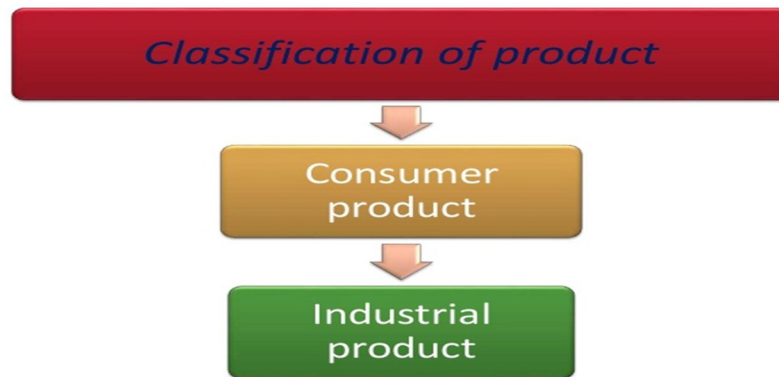 Classification of product
Consumer
product
Industrial
product